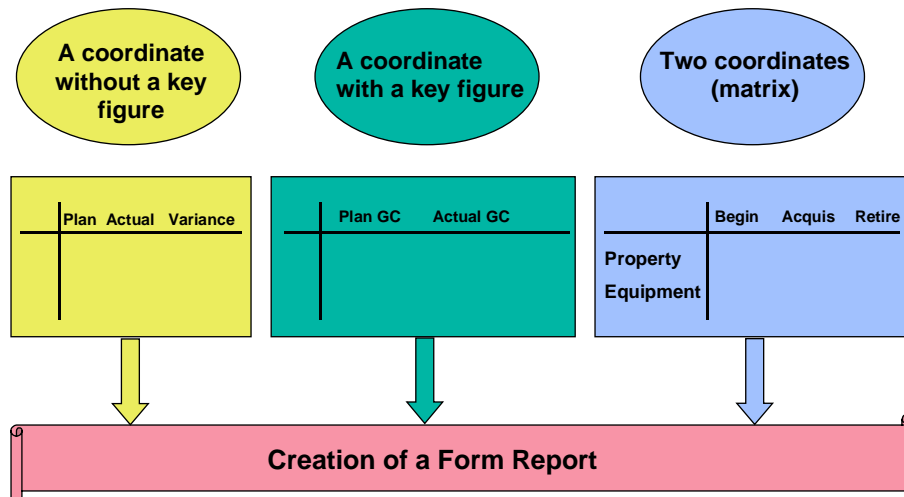 A coordinate
without a key
figure
A coordinate
with a key figure
Two coordinates
(matrix)
Plan Actual Variance
Plan GC Actual GC
Begin Acquis Retire
Property
Equipment
Creation of a Form Report